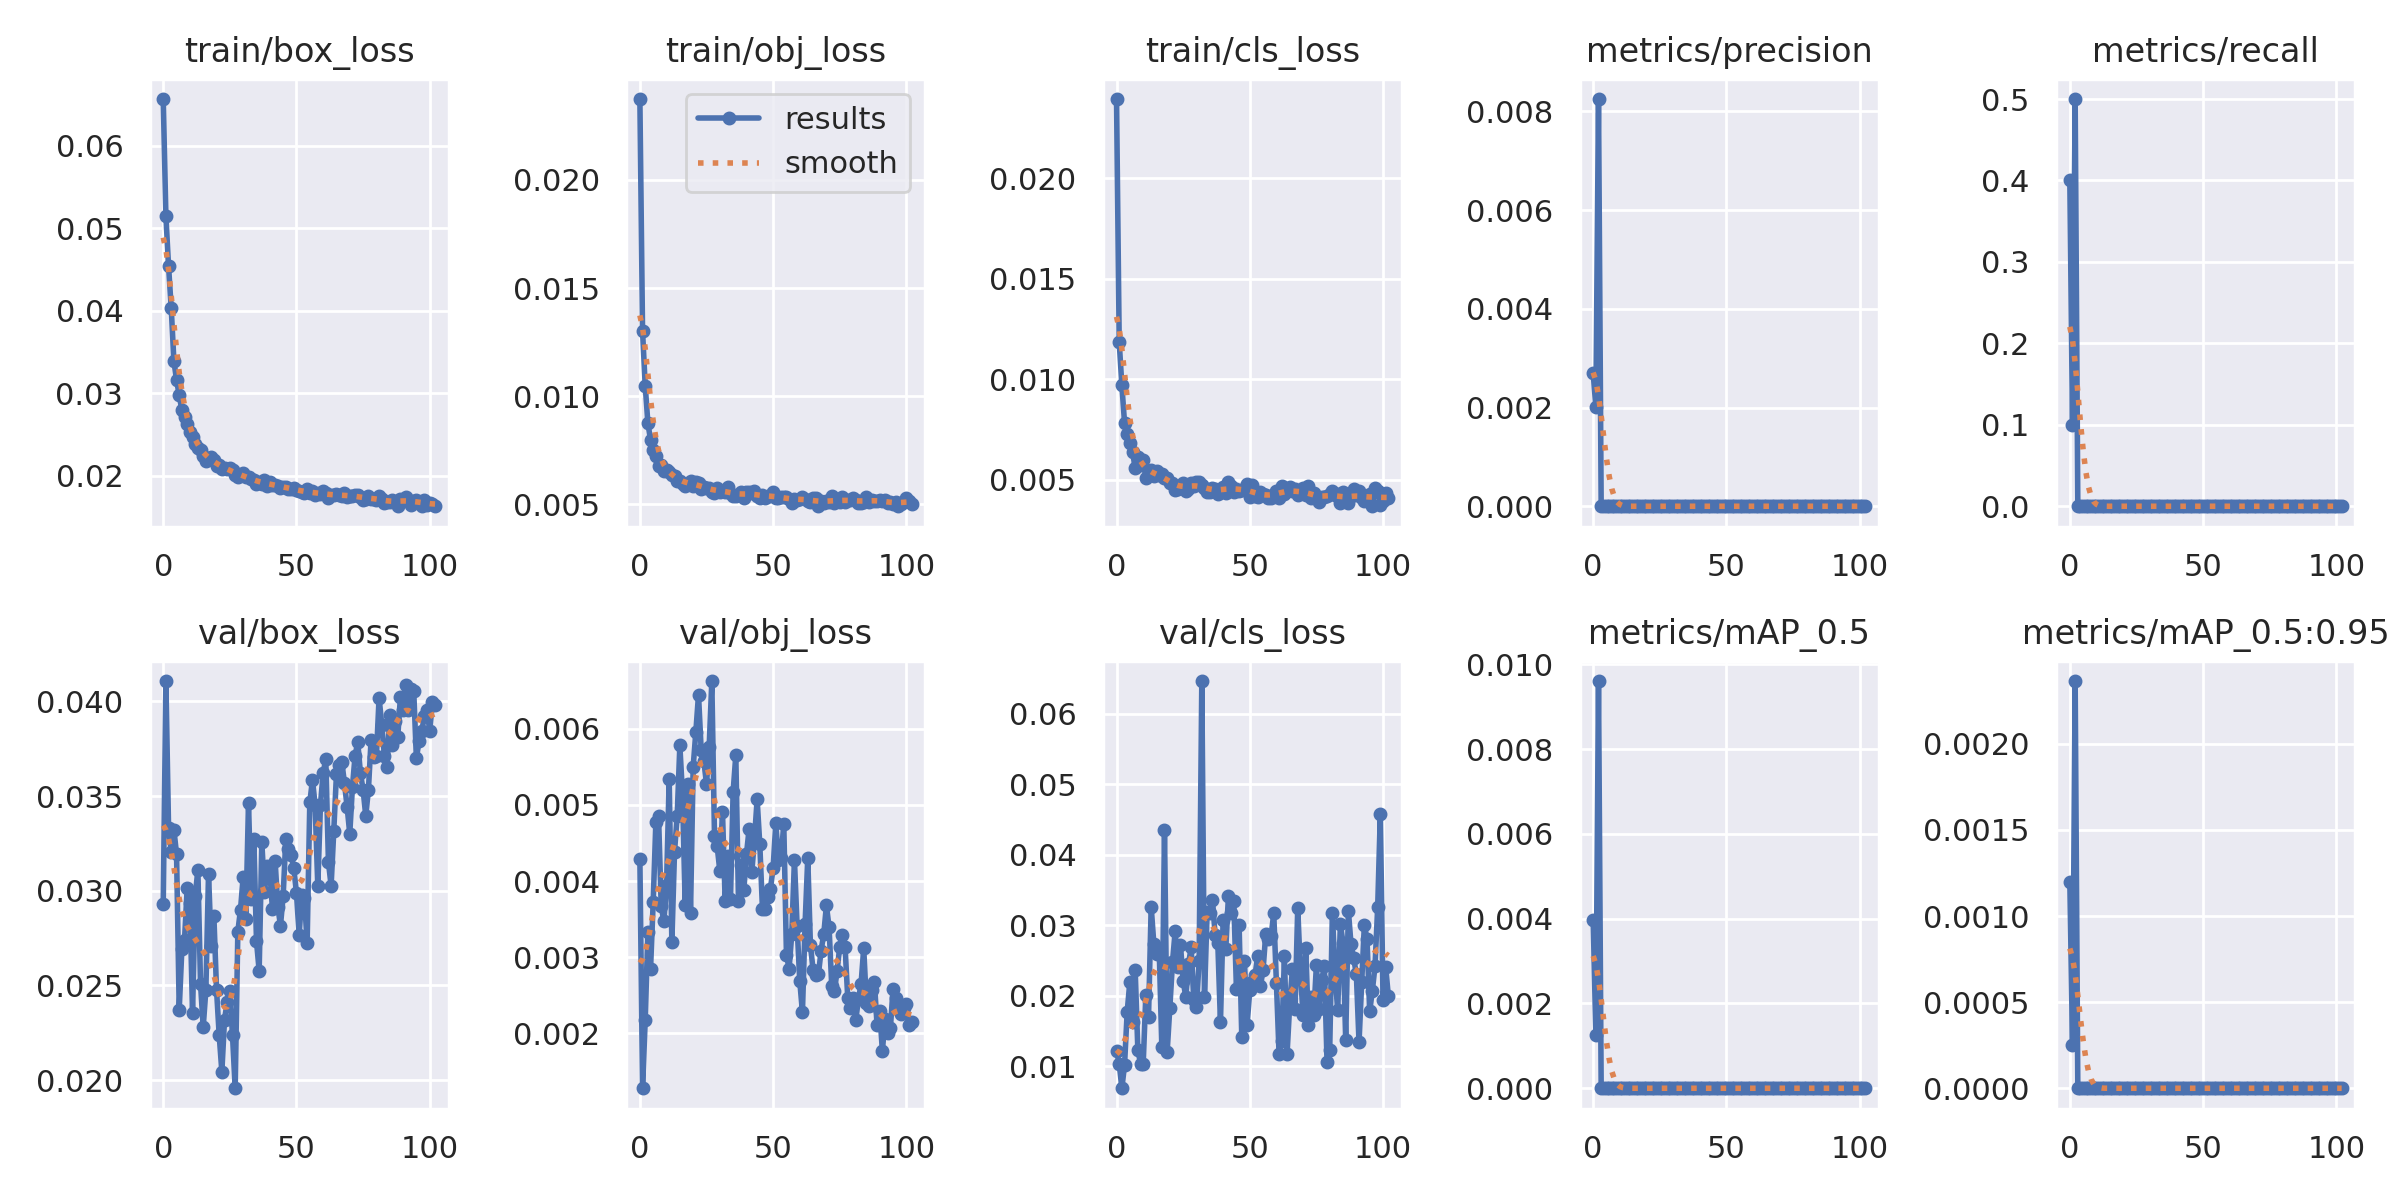 train/box_loss
0.06
0.05
0.04
0.03
0.02
0 50 100
train/obj_loss
results
smooth
0.020
0.015
0.010
0.005
0 50 100
train/cls_loss
0.020
0.015
0.010
0.005
0 50 100
metrics/precision
0.008
0.006
0.004
0.002
0.000
0 50 100
metrics/recall
0.5
0.4
0.3
0.2
0.1
0.0
0 50 100
val/box_loss
0.040
0.035
0.030
0.025
0.020
0 50 100
val/obj_loss
0.006
0.005
0.004
0.003
0.002
0 50 100
val/cls_loss
0.06
0.05
0.04
0.03
0.02
0.01
0 50 100
metrics/mAP_0.5
0.010
0.008
0.006
0.004
0.002
0.000
0 50 100
metrics/mAP_0.5:0.95
0.0020
0.0015
0.0010
0.0005
0.0000
0 50 100